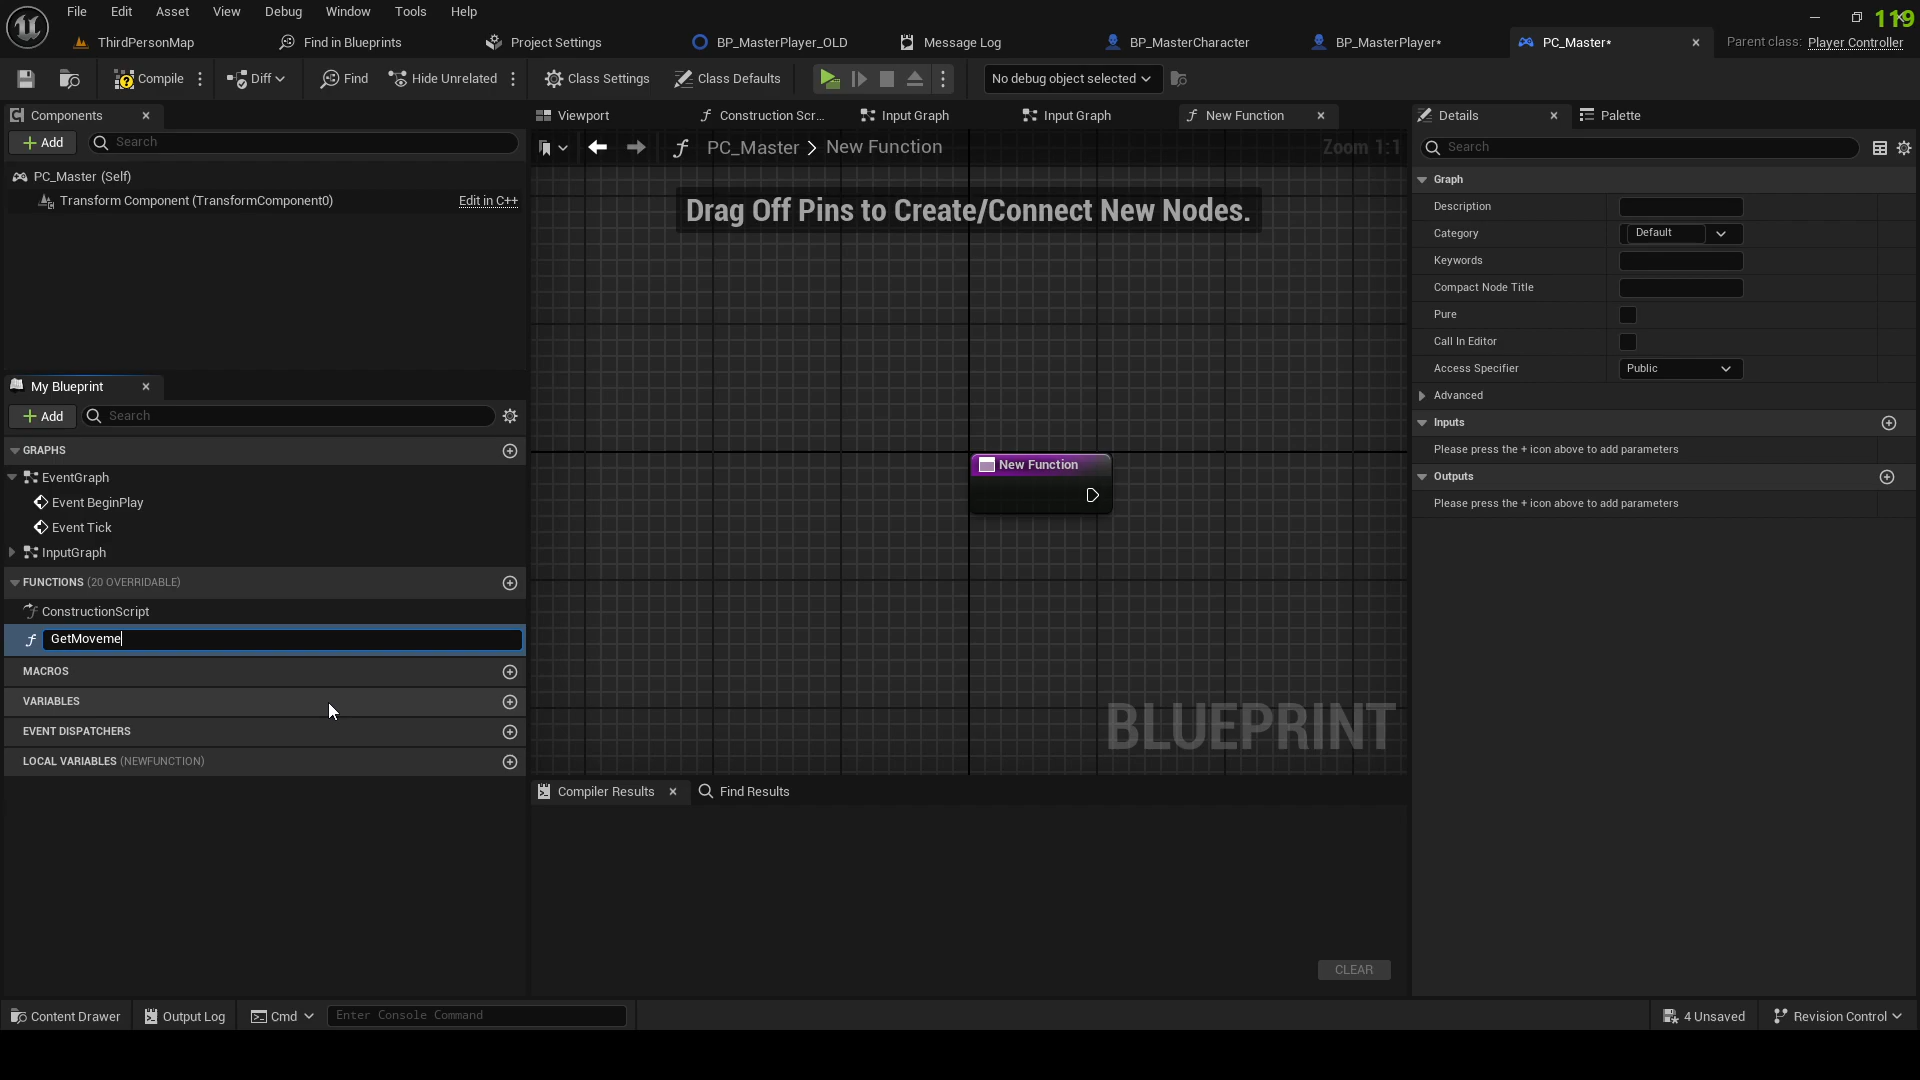 File Edit Asset View Debug Window Tools Help
119
ThirdPersonMap Find in Blueprints Project Settings BP_MasterPlayer_OLD Message Log BP_MasterCharacter BP_MasterPlayer* PC_Master* Parent class: Player Controller
Compile Diff Find Hide Unrelated Class Settings Class Defaults No debug object selected
Components
Add Search
PC_Master (Self)
Transform Component (TransformComponent0) Edit in C++
My Blueprint
Add Search
GRAPHS
EventGraph
Event BeginPlay
Event Tick
InputGraph
FUNCTIONS (20 OVERRIDABLE)
ConstructionScript
GetMoveme
MACROS
VARIABLES
EVENT DISPATCHERS
LOCAL VARIABLES (NEWFUNCTION)
Viewport Construction Scr... Input Graph Input Graph New Function
PC_Master > New Function Zoom 1:1
Drag Off Pins to Create/Connect New Nodes.
New Function
BLUEPRINT
Compiler Results Find Results
CLEAR
Details Palette
Search
Graph
Description
Category Default
Keywords
Compact Node Title
Pure
Call In Editor
Access Specifier Public
Advanced
Inputs
Please press the + icon above to add parameters
Outputs
Please press the + icon above to add parameters
Content Drawer Output Log Cmd Enter Console Command 4 Unsaved Revision Control